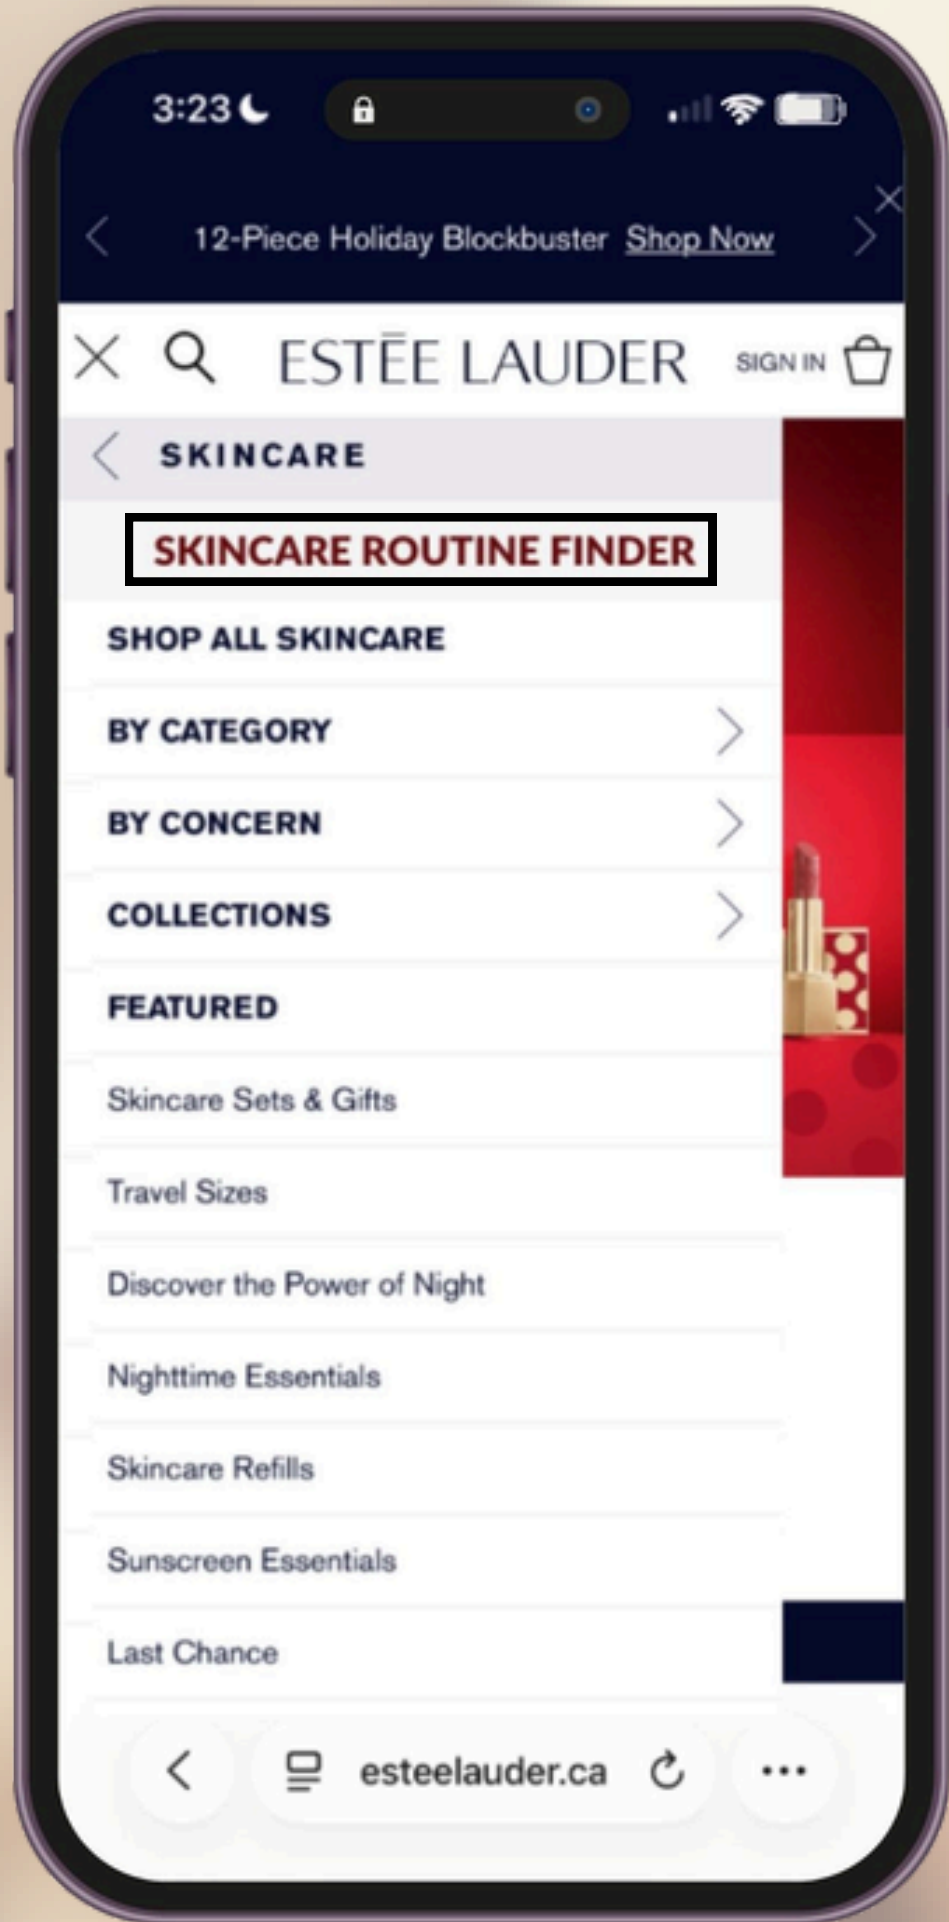 3:23
12-Piece Holiday Blockbuster Shop Now
ESTĒE LAUDER
SIGN IN
SKINCARE
SKINCARE ROUTINE FINDER
SHOP ALL SKINCARE
BY CATEGORY
BY CONCERN
COLLECTIONS
FEATURED
Skincare Sets & Gifts
Travel Sizes
Discover the Power of Night
Nighttime Essentials
Skincare Refills
Sunscreen Essentials
Last Chance
esteelauder.ca